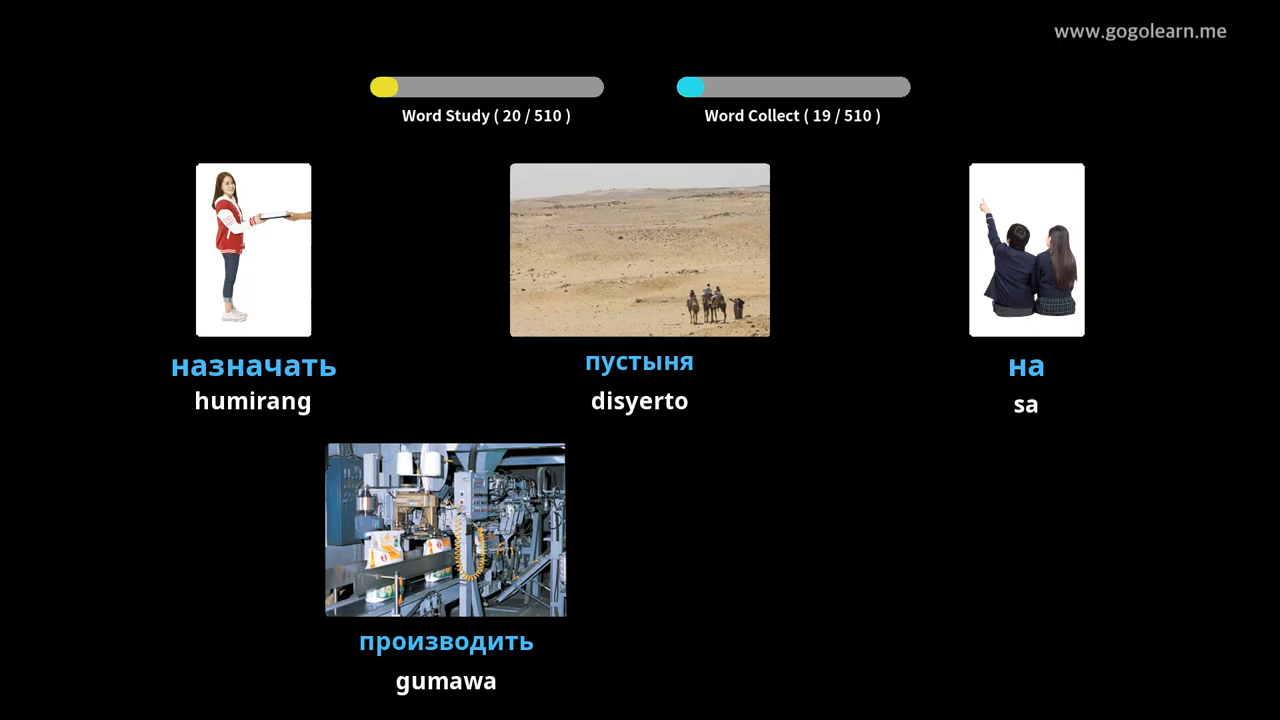 www.gogolearn.me
Word Study ( 20 / 510 )
Word Collect ( 19 / 510 )
назначать
humirang
пустыня
disyerto
на
sa
производить
gumawa